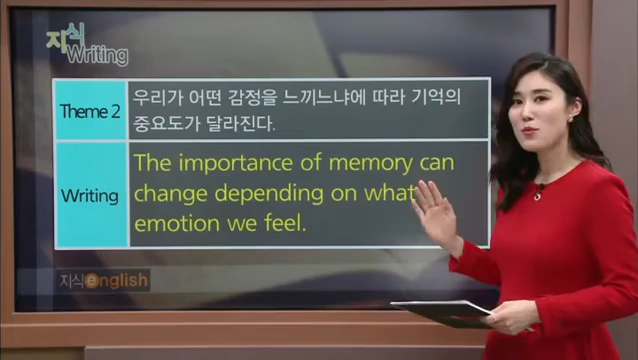 지식
Writing
Theme 2
우리가 어떤 감정을 느끼느냐에 따라 기억의
중요도가 달라진다.
Writing
The importance of memory can
change depending on what
emotion we feel.
지식english